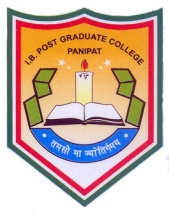 I.B. POST GRADUATE COLLEGE
PANIPAT
तमसो मा ज्योतिर्गमय